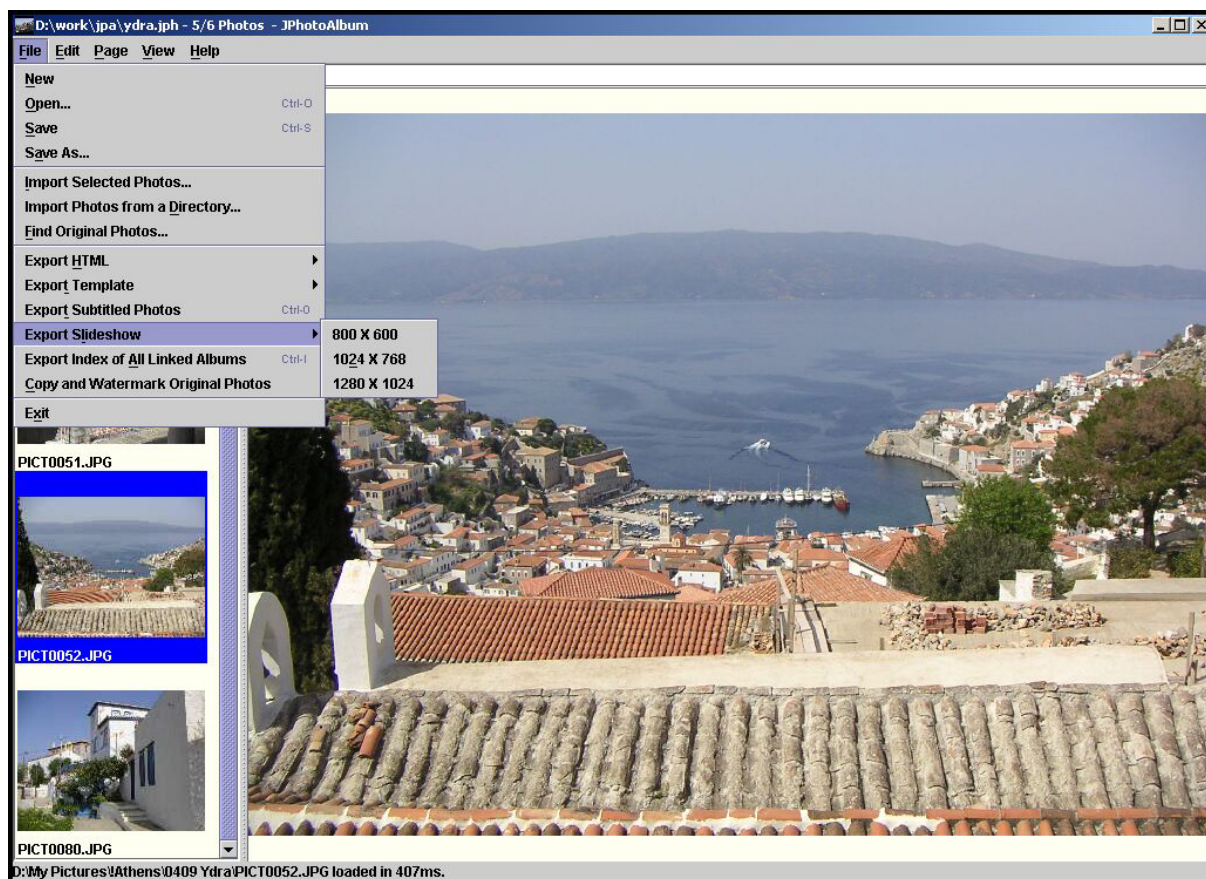 D:\work\jpa\ydra.jph - 5/6 Photos - JPhotoAlbum
File Edit Page View Help
New
Open... Ctrl-O
Save Ctrl-S
Save As...
Import Selected Photos...
Import Photos from a Directory...
Find Original Photos...
Export HTML
Export Template
Export Subtitled Photos Ctrl-O
Export Slideshow
800 X 600
Export Index of All Linked Albums Ctrl-I
1024 X 768
Copy and Watermark Original Photos
1280 X 1024
Exit
PICT0051.JPG
PICT0052.JPG
PICT0080.JPG
D:\My Pictures\!Athens\0409 Ydra\PICT0052.JPG loaded in 407ms.